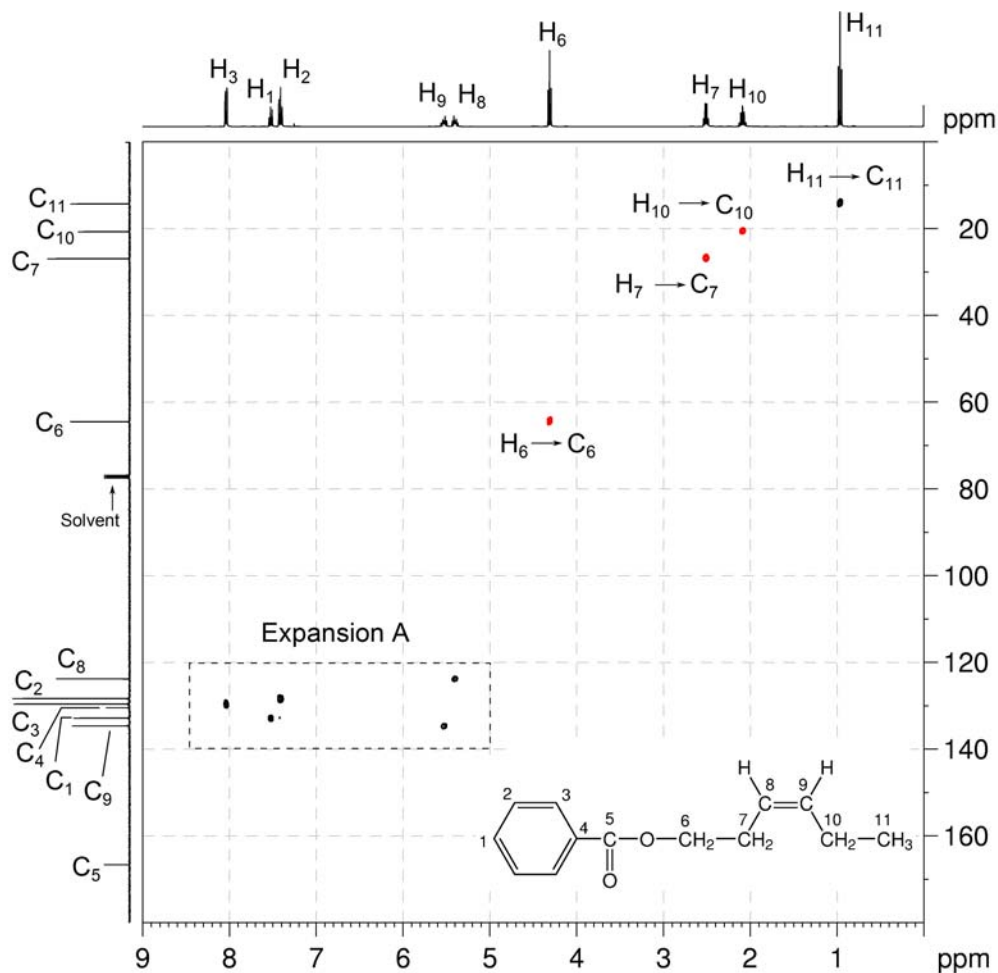 H₃ H₁ H₂ H₉ H₈ H₆ H₇ H₁₀ H₁₁
ppm
C₁₁
C₁₀
C₇
C₆
Solvent
C₈
C₂
C₃
C₄
C₁
C₉
C₅
H₁₁ → C₁₁
H₁₀ → C₁₀
H₇ → C₇
H₆ → C₆
Expansion A
20
40
60
80
100
120
140
160
H H
2 3 8 9
1 4 5 6 7 10 11
C O CH₂ CH₂ C C CH₂ CH₃
O
9 8 7 6 5 4 3 2 1 ppm